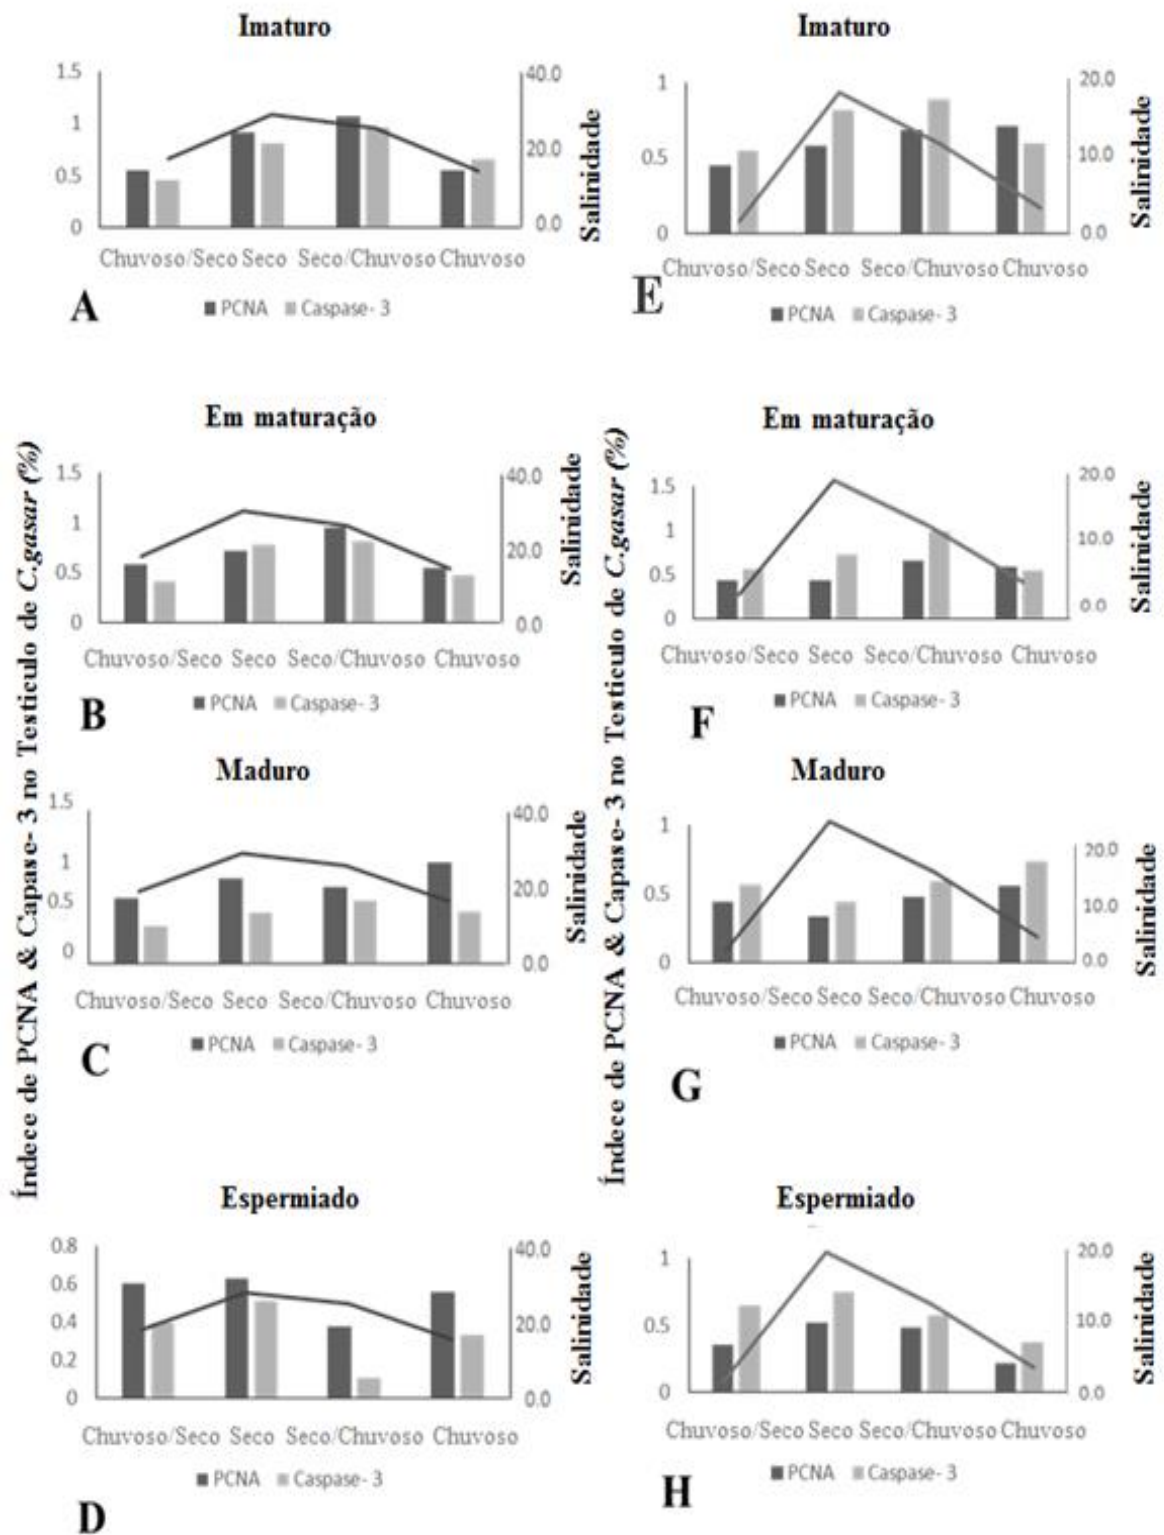 Imaturo
1.5
1
0.5
0
40.0
20.0
0.0
Salinidade
Chuvoso/Seco Seco Seco/Chuvoso Chuvoso
PCNA Caspase- 3
A
Imaturo
1
0.5
0
20.0
10.0
0.0
Salinidade
Chuvoso/Seco Seco Seco/Chuvoso Chuvoso
PCNA Caspase- 3
E
Índece de PCNA & Capase- 3 no Testiculo de C.gasar (%)
Em maturação
1.5
1
0.5
0
40.0
20.0
0.0
Salinidade
Chuvoso/Seco Seco Seco/Chuvoso Chuvoso
PCNA Caspase- 3
B
Índece de PCNA & Capase- 3 no Testiculo de C.gasar (%)
Em maturação
1.5
1
0.5
0
20.0
10.0
0.0
Salinidade
Chuvoso/Seco Seco Seco/Chuvoso Chuvoso
PCNA Caspase- 3
F
Maduro
1.5
1
0.5
0
40.0
20.0
0.0
Salinidade
Chuvoso/Seco Seco Seco/Chuvoso Chuvoso
PCNA Caspase- 3
C
Maduro
1
0.5
0
20.0
10.0
0.0
Salinidade
Chuvoso/Seco Seco Seco/Chuvoso Chuvoso
PCNA Caspase- 3
G
Espermiado
0.8
0.6
0.4
0.2
0
40.0
20.0
0.0
Salinidade
Chuvoso/Seco Seco Seco/Chuvoso Chuvoso
PCNA Caspase- 3
D
Espermiado
1
0.5
0
20.0
10.0
0.0
Salinidade
Chuvoso/Seco Seco Seco/Chuvoso Chuvoso
PCNA Caspase- 3
H